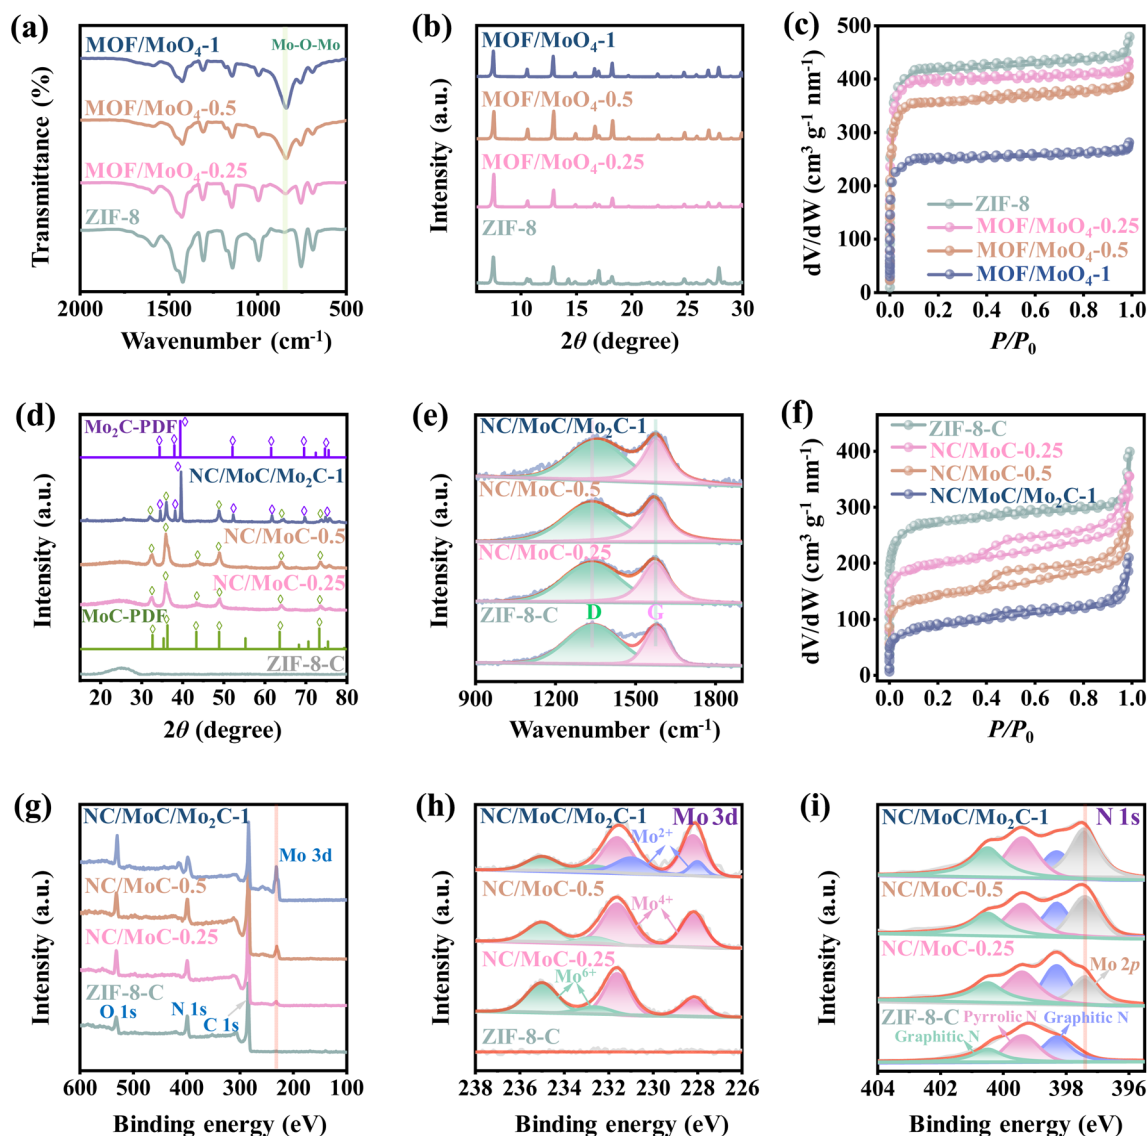 (a)
MOF/MoO₄-1
Mo-O-Mo
MOF/MoO₄-0.5
MOF/MoO₄-0.25
ZIF-8
Transmittance (%)
2000 1500 1000 500
Wavenumber (cm⁻¹)
(b)
MOF/MoO₄-1
MOF/MoO₄-0.5
MOF/MoO₄-0.25
ZIF-8
Intensity (a.u.)
10 15 20 25 30
2θ (degree)
(c)
500
400
300
200
100
0
dV/dW (cm³ g⁻¹ nm⁻¹)
ZIF-8
MOF/MoO₄-0.25
MOF/MoO₄-0.5
MOF/MoO₄-1
0.0 0.2 0.4 0.6 0.8 1.0
P/P₀
(d)
Mo₂C-PDF
NC/MoC/Mo₂C-1
NC/MoC-0.5
NC/MoC-0.25
MoC-PDF
ZIF-8-C
Intensity (a.u.)
20 30 40 50 60 70 80
2θ (degree)
(e)
NC/MoC/Mo₂C-1
NC/MoC-0.5
NC/MoC-0.25
ZIF-8-C
D G
Intensity (a.u.)
900 1200 1500 1800
Wavenumber (cm⁻¹)
(f)
ZIF-8-C
NC/MoC-0.25
NC/MoC-0.5
NC/MoC/Mo₂C-1
400
300
200
100
0
dV/dW (cm³ g⁻¹ nm⁻¹)
0.0 0.2 0.4 0.6 0.8 1.0
P/P₀
(g)
NC/MoC/Mo₂C-1
Mo 3d
NC/MoC-0.5
NC/MoC-0.25
ZIF-8-C
O 1s N 1s C 1s
Intensity (a.u.)
600 500 400 300 200 100
Binding energy (eV)
(h)
NC/MoC/Mo₂C-1
Mo 3d
Mo²⁺
NC/MoC-0.5
Mo⁴⁺
NC/MoC-0.25
Mo⁶⁺
ZIF-8-C
Intensity (a.u.)
238 236 234 232 230 228 226
Binding energy (eV)
(i)
NC/MoC/Mo₂C-1
N 1s
NC/MoC-0.5
NC/MoC-0.25
Mo 2p
ZIF-8-C
Pyrrolic N
Graphitic N
Graphitic N
Intensity (a.u.)
404 402 400 398 396
Binding energy (eV)